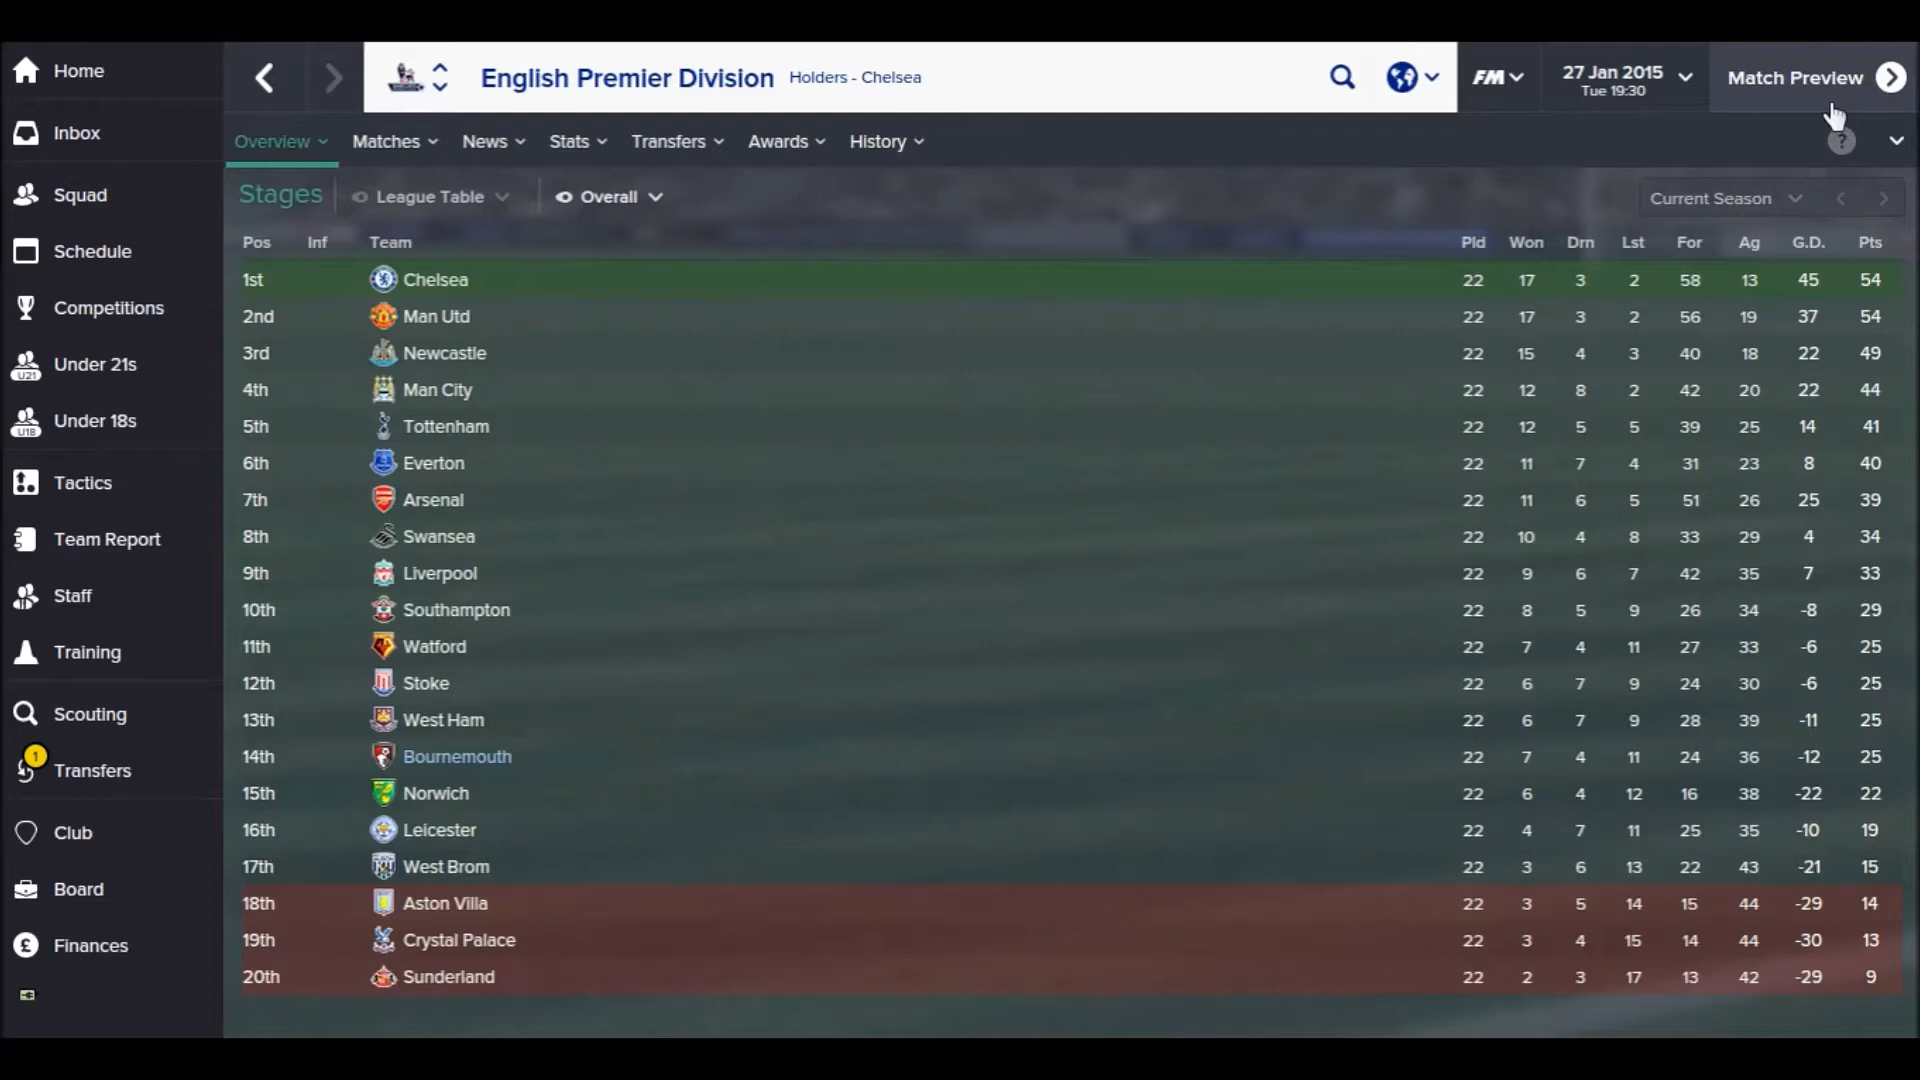 Home
Inbox
Squad
Schedule
Competitions
U21 Under 21s
U18 Under 18s
Tactics
Team Report
Staff
Training
Scouting
1 Transfers
Club
Board
£ Finances
English Premier Division Holders - Chelsea FM 27 Jan 2015 Match Preview
Tue 19:30
Overview Matches News Stats Transfers Awards History ?
Stages League Table Overall Current Season
Pos Inf Team Pld Won Drn Lst For Ag G.D. Pts
1st Chelsea 22 17 3 2 58 13 45 54
2nd Man Utd 22 17 3 2 56 19 37 54
3rd Newcastle 22 15 4 3 40 18 22 49
4th Man City 22 12 8 2 42 20 22 44
5th Tottenham 22 12 5 5 39 25 14 41
6th Everton 22 11 7 4 31 23 8 40
7th Arsenal 22 11 6 5 51 26 25 39
8th Swansea 22 10 4 8 33 29 4 34
9th Liverpool 22 9 6 7 42 35 7 33
10th Southampton 22 8 5 9 26 34 -8 29
11th Watford 22 7 4 11 27 33 -6 25
12th Stoke 22 6 7 9 24 30 -6 25
13th West Ham 22 6 7 9 28 39 -11 25
14th Bournemouth 22 7 4 11 24 36 -12 25
15th Norwich 22 6 4 12 16 38 -22 22
16th Leicester 22 4 7 11 25 35 -10 19
17th West Brom 22 3 6 13 22 43 -21 15
18th Aston Villa 22 3 5 14 15 44 -29 14
19th Crystal Palace 22 3 4 15 14 44 -30 13
20th Sunderland 22 2 3 17 13 42 -29 9